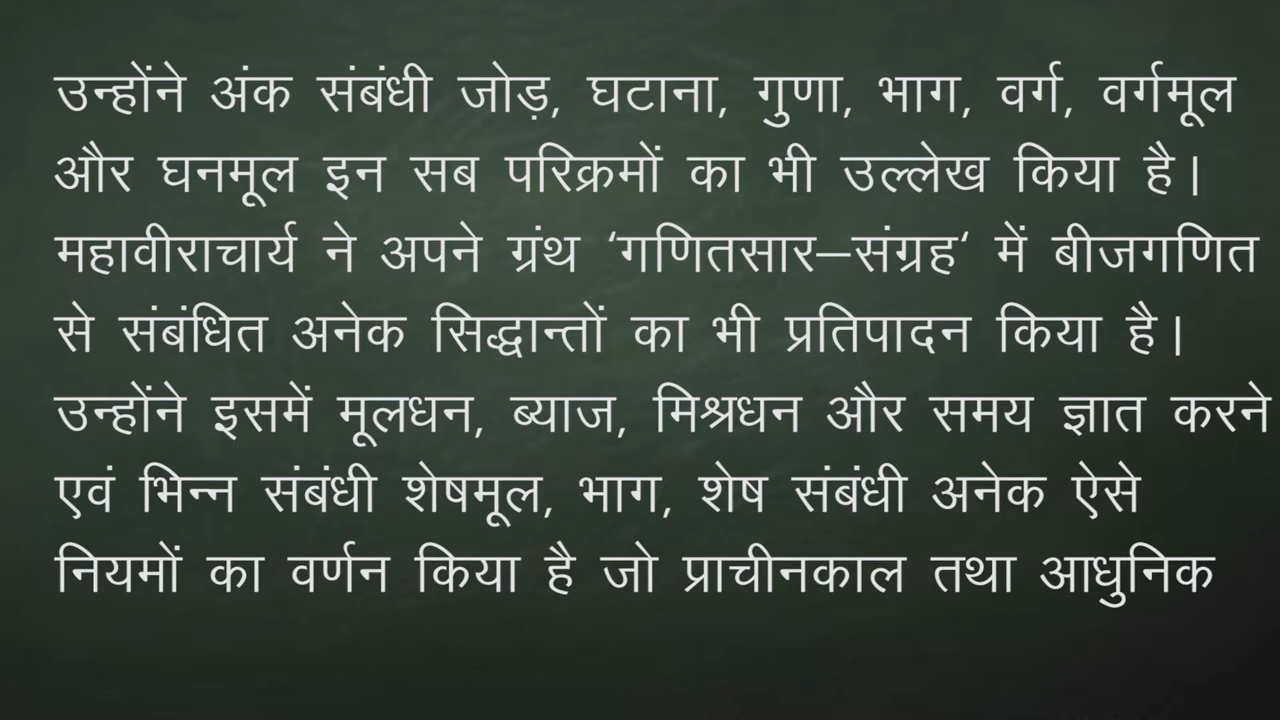 उन्होंने अंक संबंधी जोड़, घटाना, गुणा, भाग, वर्ग, वर्गमूल
और घनमूल इन सब परिक्रमों का भी उल्लेख किया है।
महावीराचार्य ने अपने ग्रंथ ‘गणितसार–संग्रह‘ में बीजगणित
से संबंधित अनेक सिद्धान्तों का भी प्रतिपादन किया है।
उन्होंने इसमें मूलधन, ब्याज, मिश्रधन और समय ज्ञात करने
एवं भिन्न संबंधी शेषमूल, भाग, शेष संबंधी अनेक ऐसे
नियमों का वर्णन किया है जो प्राचीनकाल तथा आधुनिक